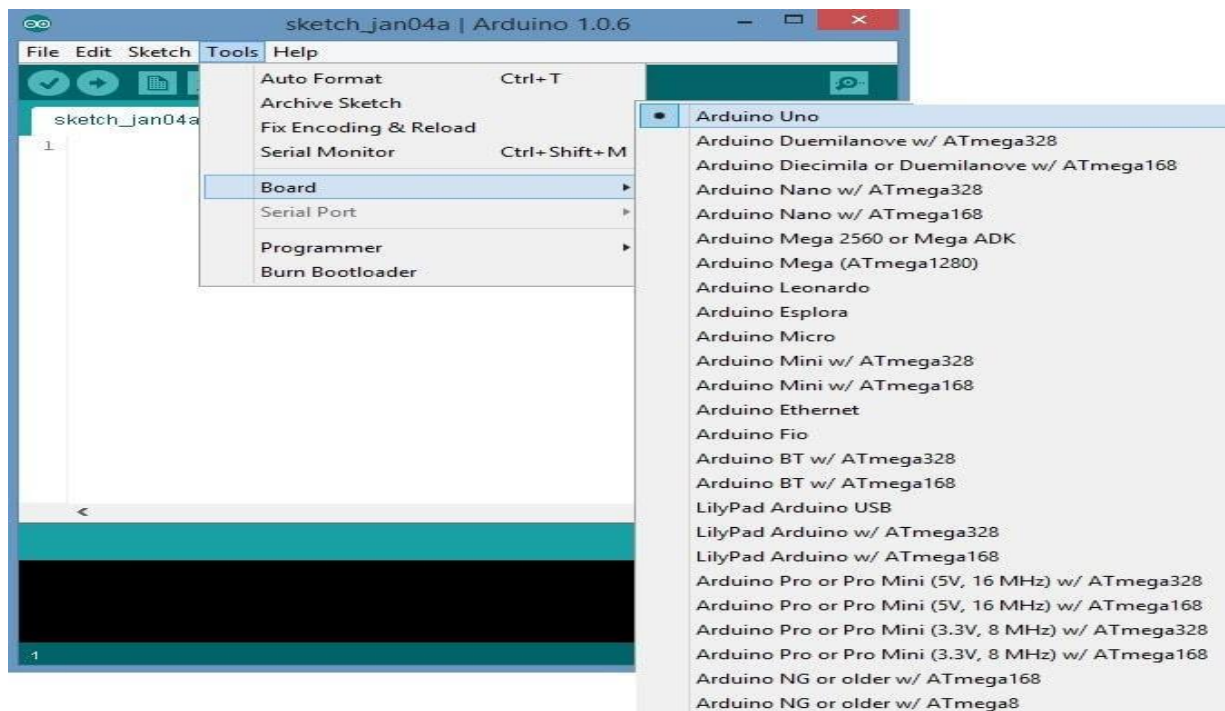 sketch_jan04a | Arduino 1.0.6
File Edit Sketch Tools Help
sketch_jan04a
1
Auto Format Ctrl+T
Archive Sketch
Fix Encoding & Reload
Serial Monitor Ctrl+Shift+M
Board
Serial Port
Programmer
Burn Bootloader
Arduino Uno
Arduino Duemilanove w/ ATmega328
Arduino Diecimila or Duemilanove w/ ATmega168
Arduino Nano w/ ATmega328
Arduino Nano w/ ATmega168
Arduino Mega 2560 or Mega ADK
Arduino Mega (ATmega1280)
Arduino Leonardo
Arduino Esplora
Arduino Micro
Arduino Mini w/ ATmega328
Arduino Mini w/ ATmega168
Arduino Ethernet
Arduino Fio
Arduino BT w/ ATmega328
Arduino BT w/ ATmega168
LilyPad Arduino USB
LilyPad Arduino w/ ATmega328
LilyPad Arduino w/ ATmega168
Arduino Pro or Pro Mini (5V, 16 MHz) w/ ATmega328
Arduino Pro or Pro Mini (5V, 16 MHz) w/ ATmega168
Arduino Pro or Pro Mini (3.3V, 8 MHz) w/ ATmega328
Arduino Pro or Pro Mini (3.3V, 8 MHz) w/ ATmega168
Arduino NG or older w/ ATmega168
Arduino NG or older w/ ATmega8
1